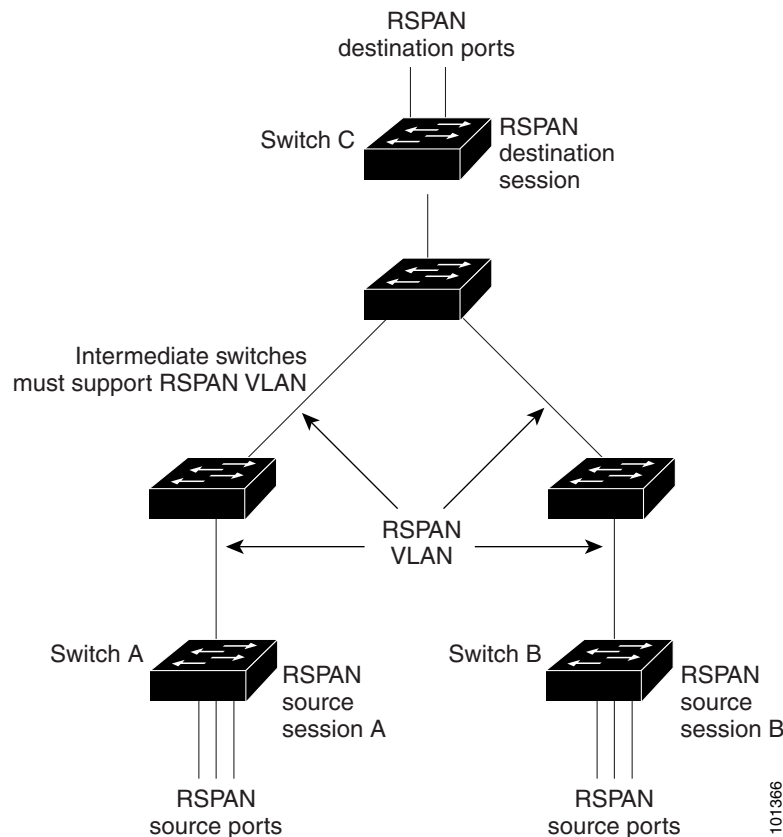 RSPAN
destination ports
Switch C
RSPAN
destination
session
Intermediate switches
must support RSPAN VLAN
RSPAN
VLAN
Switch A
RSPAN
source
session A
Switch B
RSPAN
source
session B
RSPAN
source ports
RSPAN
source ports
101366